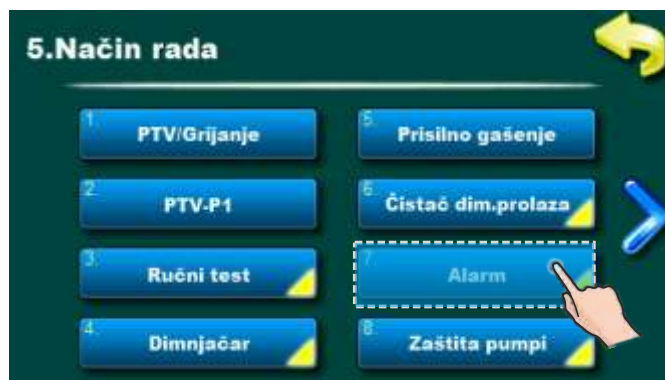 5.Način rada
1.
PTV/Grijanje
5.
Prisilno gašenje
2.
PTV-P1
6.
Čistač dim.prolaza
3.
Ručni test
7.
Alarm
4.
Dimnjačar
8.
Zaštita pumpi